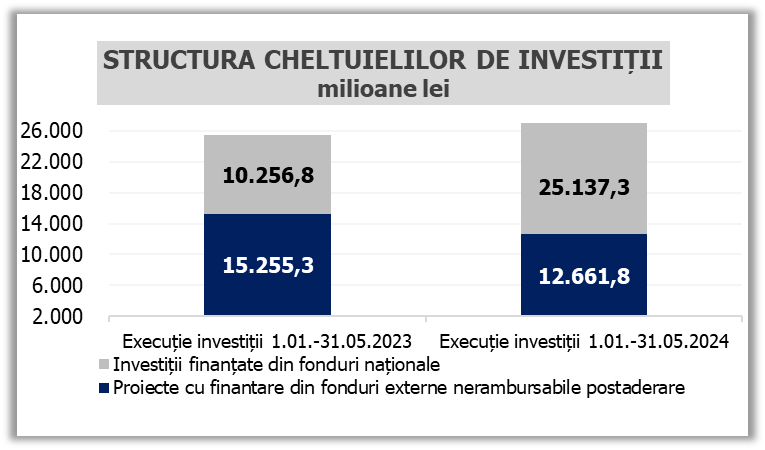 STRUCTURA CHELTUIELILOR DE INVESTIȚII
milioane lei
26.000
22.000
18.000
14.000
10.000
6.000
2.000
10.256,8
15.255,3
25.137,3
12.661,8
Execuție investiții 1.01.-31.05.2023
Execuție investiții 1.01.-31.05.2024
Investiții finanțate din fonduri naționale
Proiecte cu finantare din fonduri externe nerambursabile postaderare